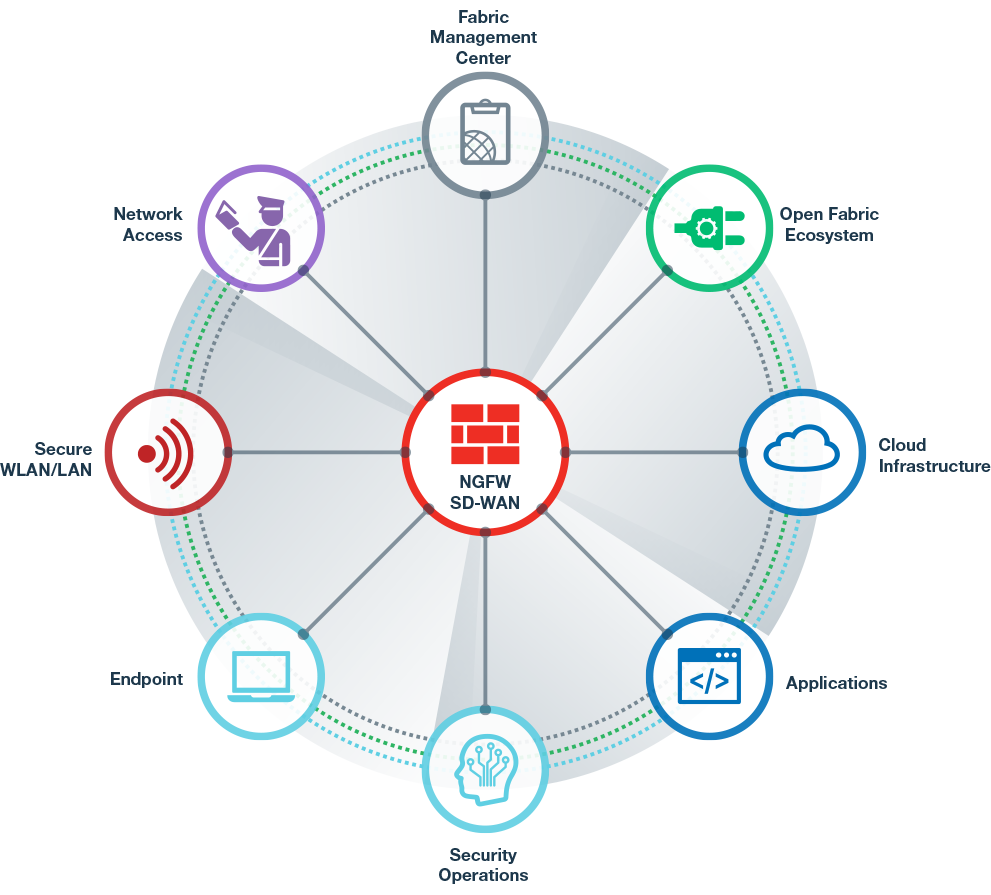 Fabric
Management
Center
Network
Access
Open Fabric
Ecosystem
Secure
WLAN/LAN
NGFW
SD-WAN
Cloud
Infrastructure
Endpoint
</>
Applications
Security
Operations